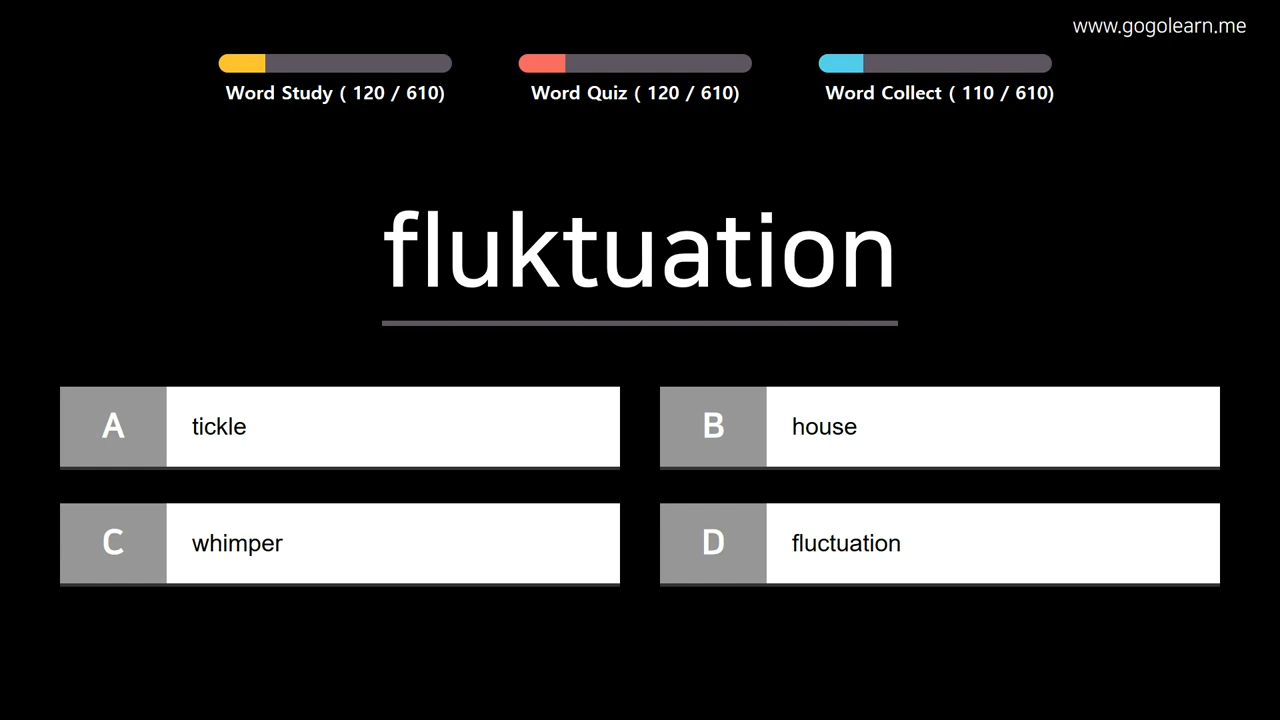 www.gogolearn.me
Word Study ( 120 / 610)
Word Quiz ( 120 / 610)
Word Collect ( 110 / 610)
fluktuation
A tickle
B house
C whimper
D fluctuation